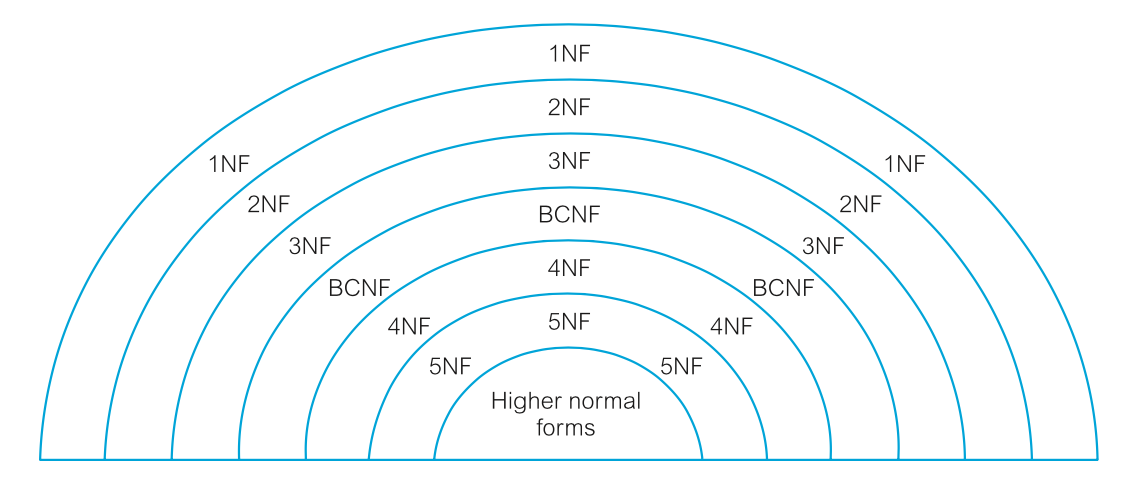 1NF
2NF
3NF
1NF
1NF
2NF
2NF
BCNF
3NF
3NF
4NF
BCNF
BCNF
5NF
4NF
4NF
5NF
5NF
Higher normal
forms